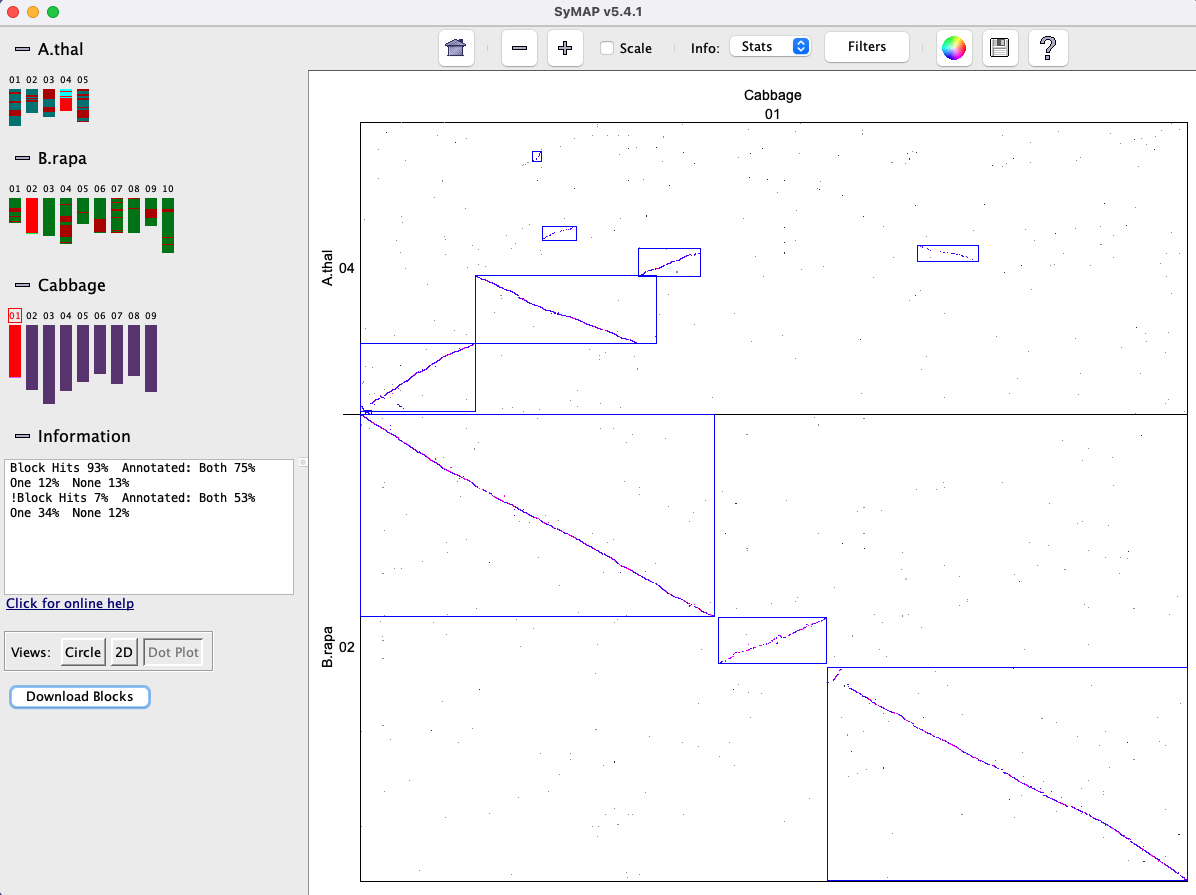 SyMAP v5.4.1
Scale
Info:
Stats
Filters
?
A.thal
01 02 03 04 05
B.rapa
01 02 03 04 05 06 07 08 09 10
Cabbage
01 02 03 04 05 06 07 08 09
Information
Block Hits 93% Annotated: Both 75%
One 12% None 13%
!Block Hits 7% Annotated: Both 53%
One 34% None 12%
Click for online help
Views:
Circle
2D
Dot Plot
Download Blocks
Cabbage
01
A.thal
04
B.rapa
02